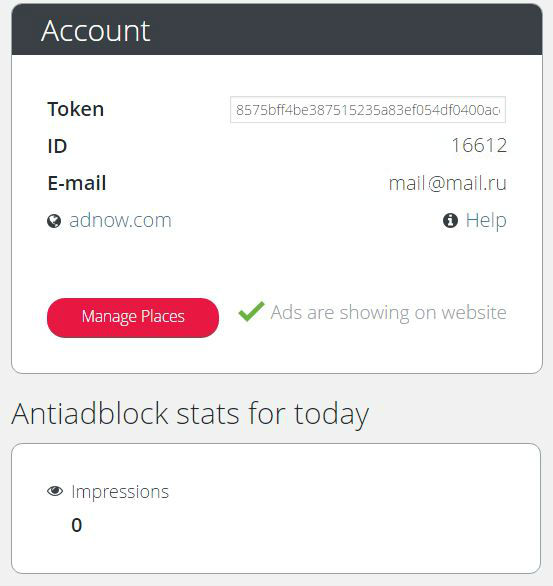 Account
Token 8575bff4be387515235a83ef054df0400ac
ID 16612
E-mail mail@mail.ru
adnow.com Help
Manage Places Ads are showing on website
Antiadblock stats for today
Impressions
0